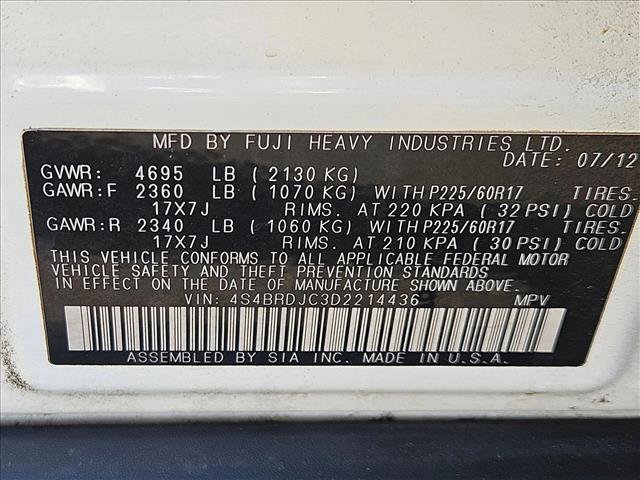 MFD BY FUJI HEAVY INDUSTRIES LTD.
DATE: 07/12
GVWR: 4695 LB (2130 KG)
GAWR:F 2360 LB (1070 KG) WITH P225/60R17 TIRES.
17X7J RIMS. AT 220 KPA (32 PSI) COLD
GAWR:R 2340 LB (1060 KG) WITH P225/60R17 TIRES.
17X7J RIMS. AT 210 KPA (30 PSI) COLD
THIS VEHICLE CONFORMS TO ALL APPLICABLE FEDERAL MOTOR
VEHICLE SAFETY AND THEFT PREVENTION STANDARDS
IN EFFECT ON THE DATE OF MANUFACTURE SHOWN ABOVE.
VIN: 4S4BRDJC3D2214436 MPV
ASSEMBLED BY SIA INC. MADE IN U.S.A.